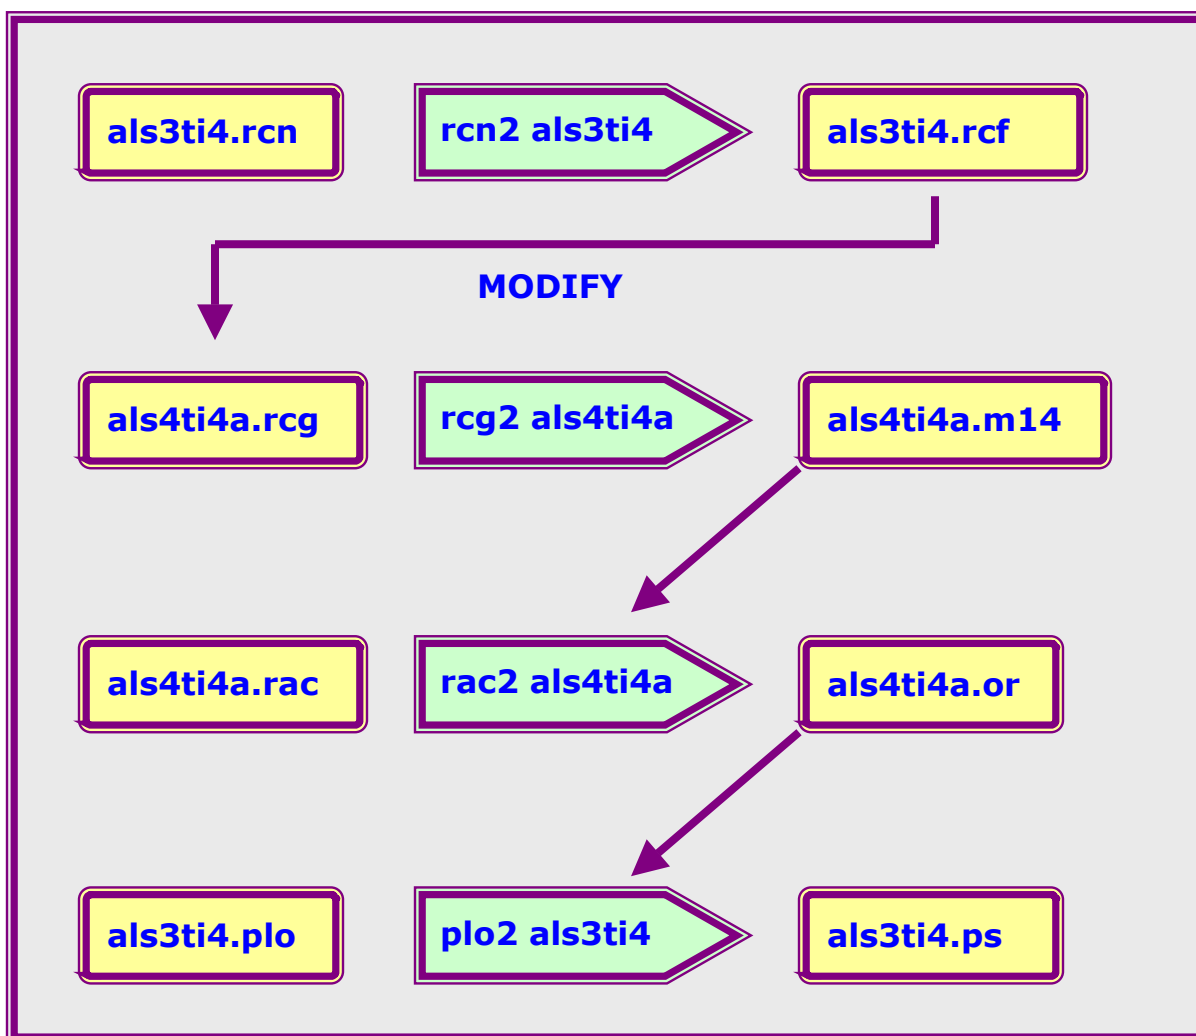 als3ti4.rcn
rcn2 als3ti4
als3ti4.rcf
MODIFY
als4ti4a.rcg
rcg2 als4ti4a
als4ti4a.m14
als4ti4a.rac
rac2 als4ti4a
als4ti4a.or
als3ti4.plo
plo2 als3ti4
als3ti4.ps